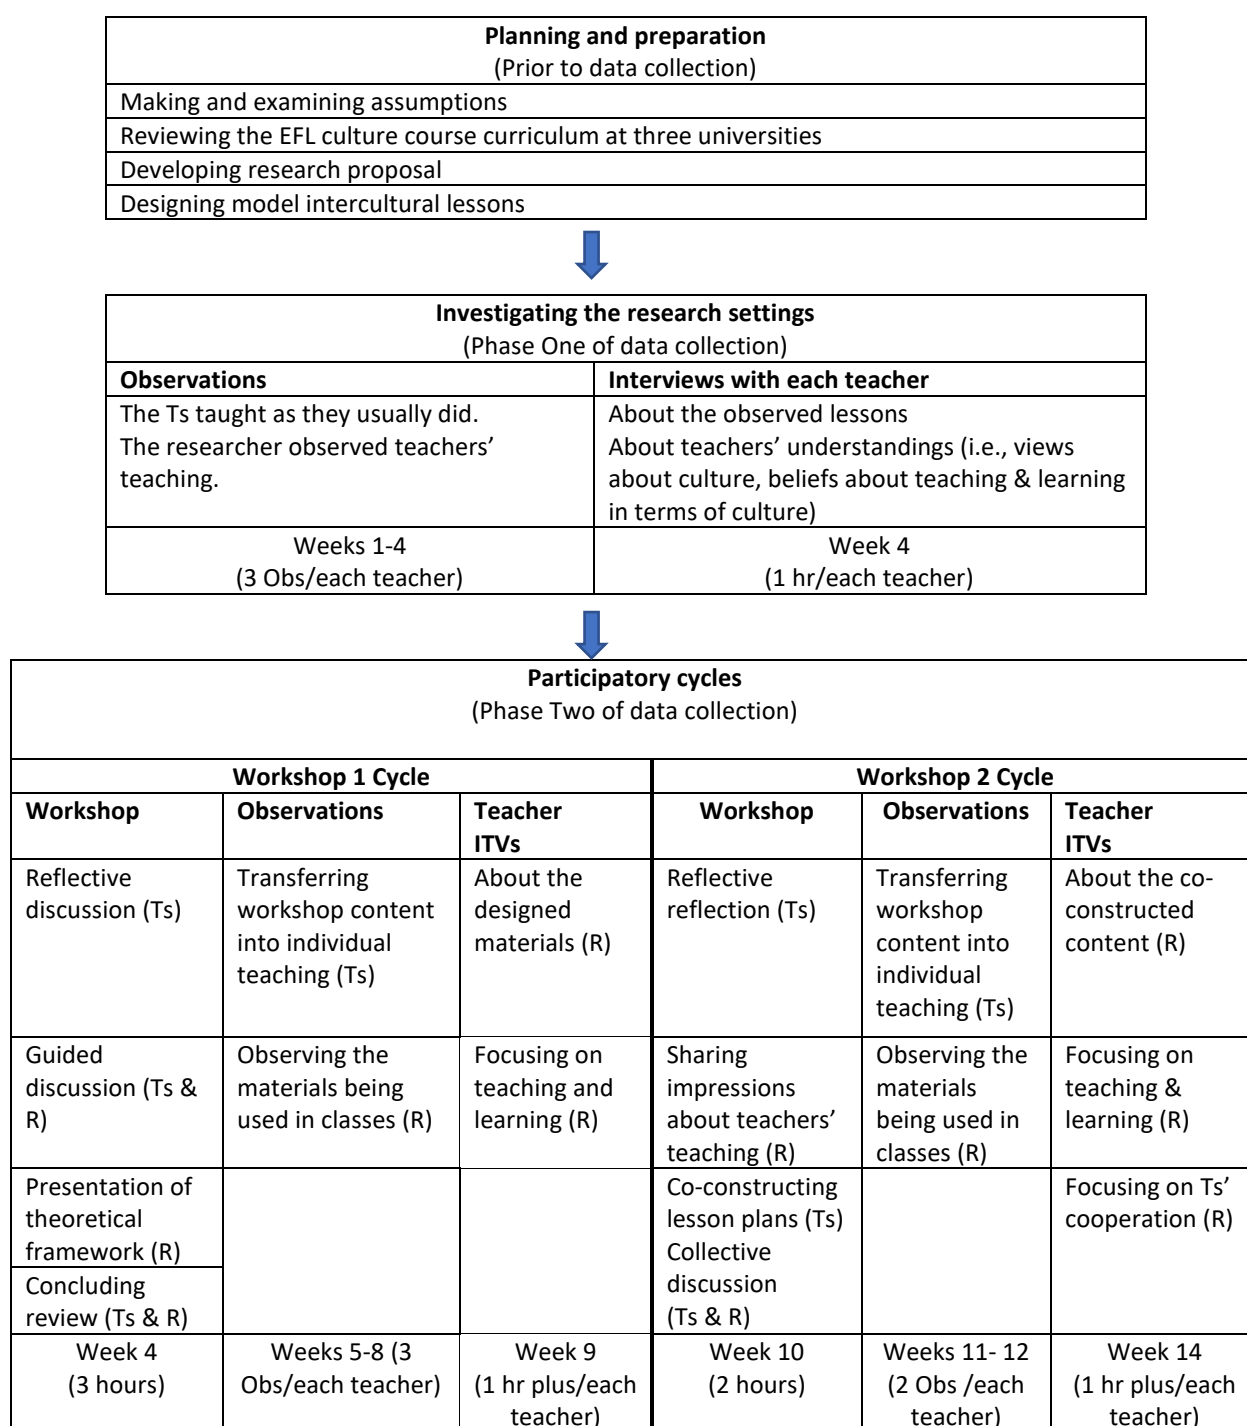 Planning and preparation
(Prior to data collection)
Making and examining assumptions
Reviewing the EFL culture course curriculum at three universities
Developing research proposal
Designing model intercultural lessons
Investigating the research settings
(Phase One of data collection)
Observations
The Ts taught as they usually did.
The researcher observed teachers’
teaching.
Weeks 1-4
(3 Obs/each teacher)
Interviews with each teacher
About the observed lessons
About teachers’ understandings (i.e., views
about culture, beliefs about teaching & learning
in terms of culture)
Week 4
(1 hr/each teacher)
Participatory cycles
(Phase Two of data collection)
Workshop 1 Cycle
Workshop
Reflective
discussion (Ts)
Guided
discussion (Ts &
R)
Presentation of
theoretical
framework (R)
Concluding
review (Ts & R)
Week 4
(3 hours)
Observations
Transferring
workshop content
into individual
teaching (Ts)
Observing the
materials being
used in classes (R)
Weeks 5-8 (3
Obs/each teacher)
Teacher
ITVs
About the
designed
materials (R)
Focusing on
teaching and
learning (R)
Week 9
(1 hr plus/each
teacher)
Workshop 2 Cycle
Workshop
Reflective
reflection (Ts)
Sharing
impressions
about teachers’
teaching (R)
Co-constructing
lesson plans (Ts)
Collective
discussion
(Ts & R)
Week 10
(2 hours)
Observations
Transferring
workshop
content into
individual
teaching (Ts)
Observing the
materials
being used in
classes (R)
Weeks 11- 12
(2 Obs /each
teacher)
Teacher
ITVs
About the co-
constructed
content (R)
Focusing on
teaching &
learning (R)
Focusing on Ts’
cooperation (R)
Week 14
(1 hr plus/each
teacher)